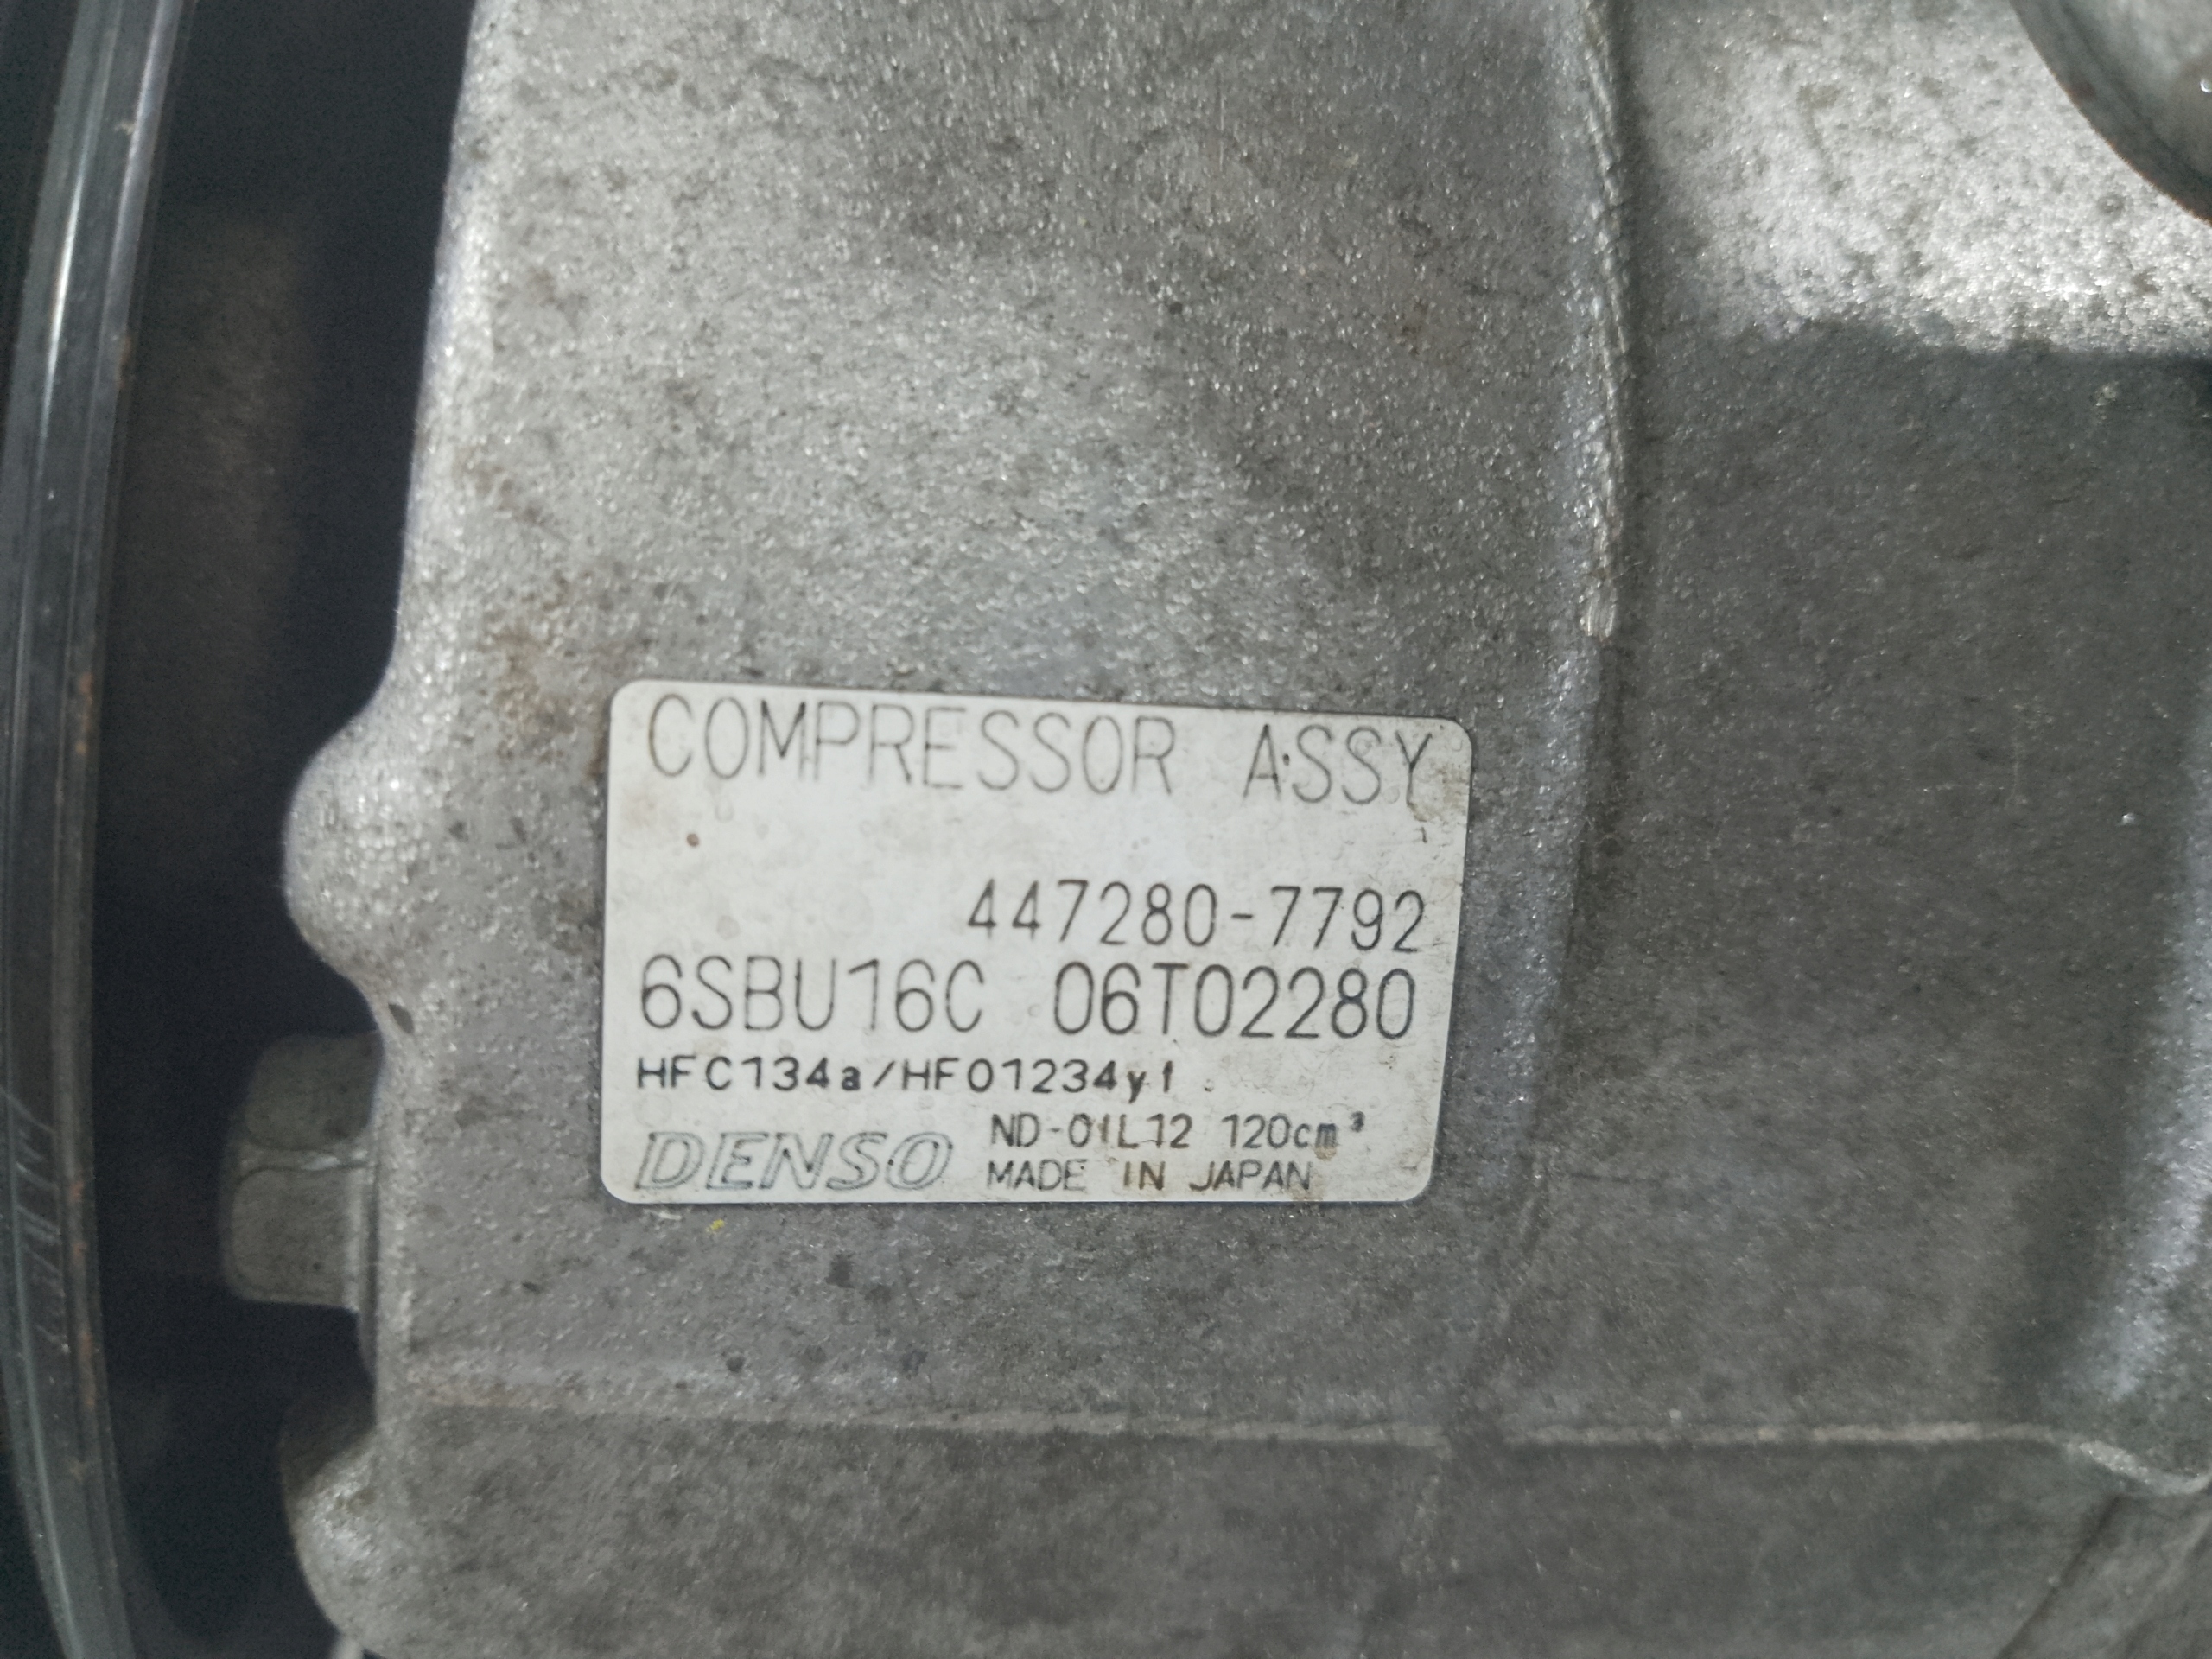 COMPRESSOR ASSY
447280-7792
6SBU16C 06T02280
HFC134a/HFO1234yf
DENSO
ND-OIL12 120cm³
MADE IN JAPAN